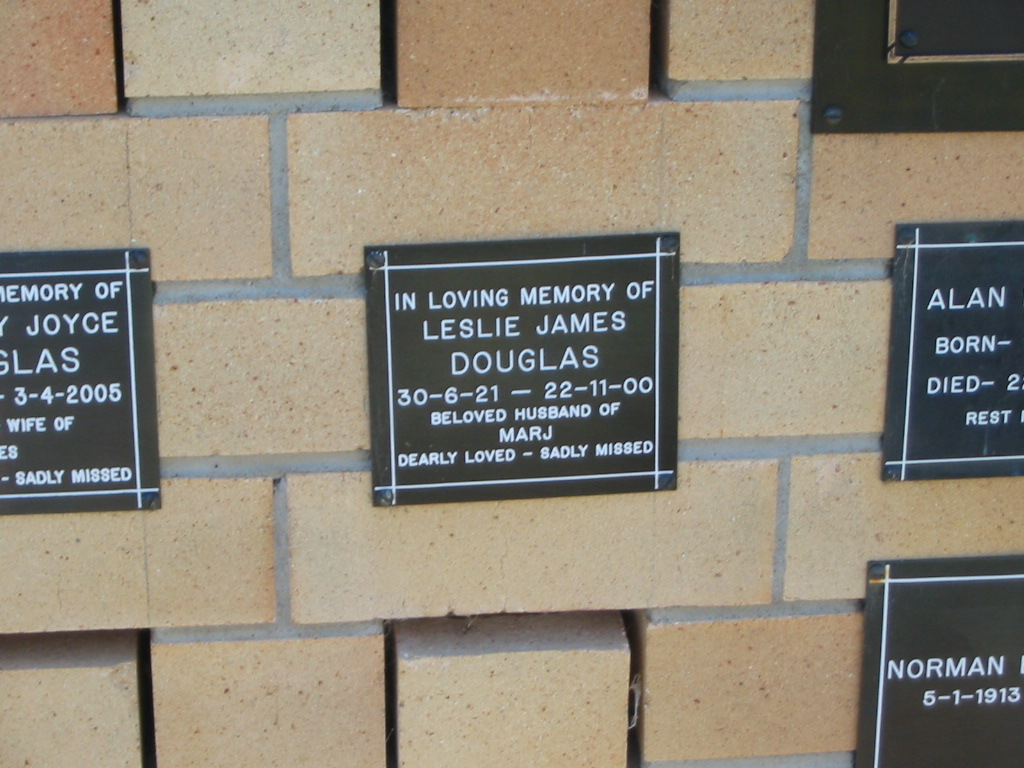 MEMORY OF
Y JOYCE
GLAS
- 3-4-2005
WIFE OF
ES
- SADLY MISSED
IN LOVING MEMORY OF
LESLIE JAMES
DOUGLAS
30-6-21 – 22-11-00
BELOVED HUSBAND OF
MARJ
DEARLY LOVED – SADLY MISSED
ALAN
BORN-
DIED- 22
REST
NORMAN
5-1-1913